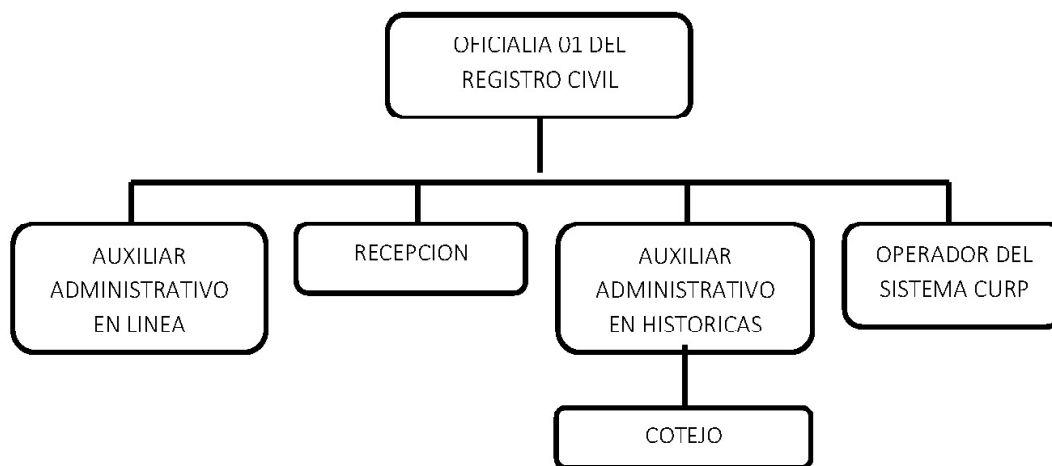 OFICIALIA 01 DEL
REGISTRO CIVIL
AUXILIAR
ADMINISTRATIVO
EN LINEA
RECEPCION
AUXILIAR
ADMINISTRATIVO
EN HISTORICAS
OPERADOR DEL
SISTEMA CURP
COTEJO